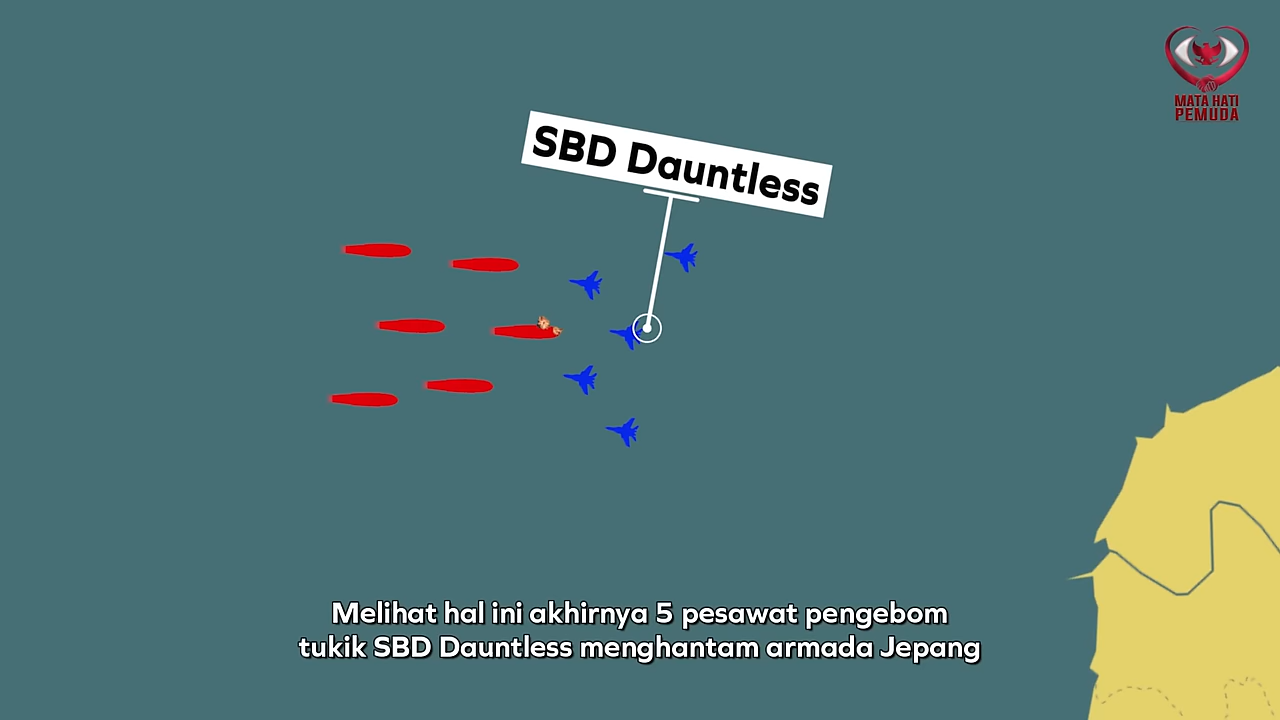 MATA HATI
PEMUDA
SBD Dauntless
Melihat hal ini akhirnya 5 pesawat pengebom
tukik SBD Dauntless menghantam armada Jepang